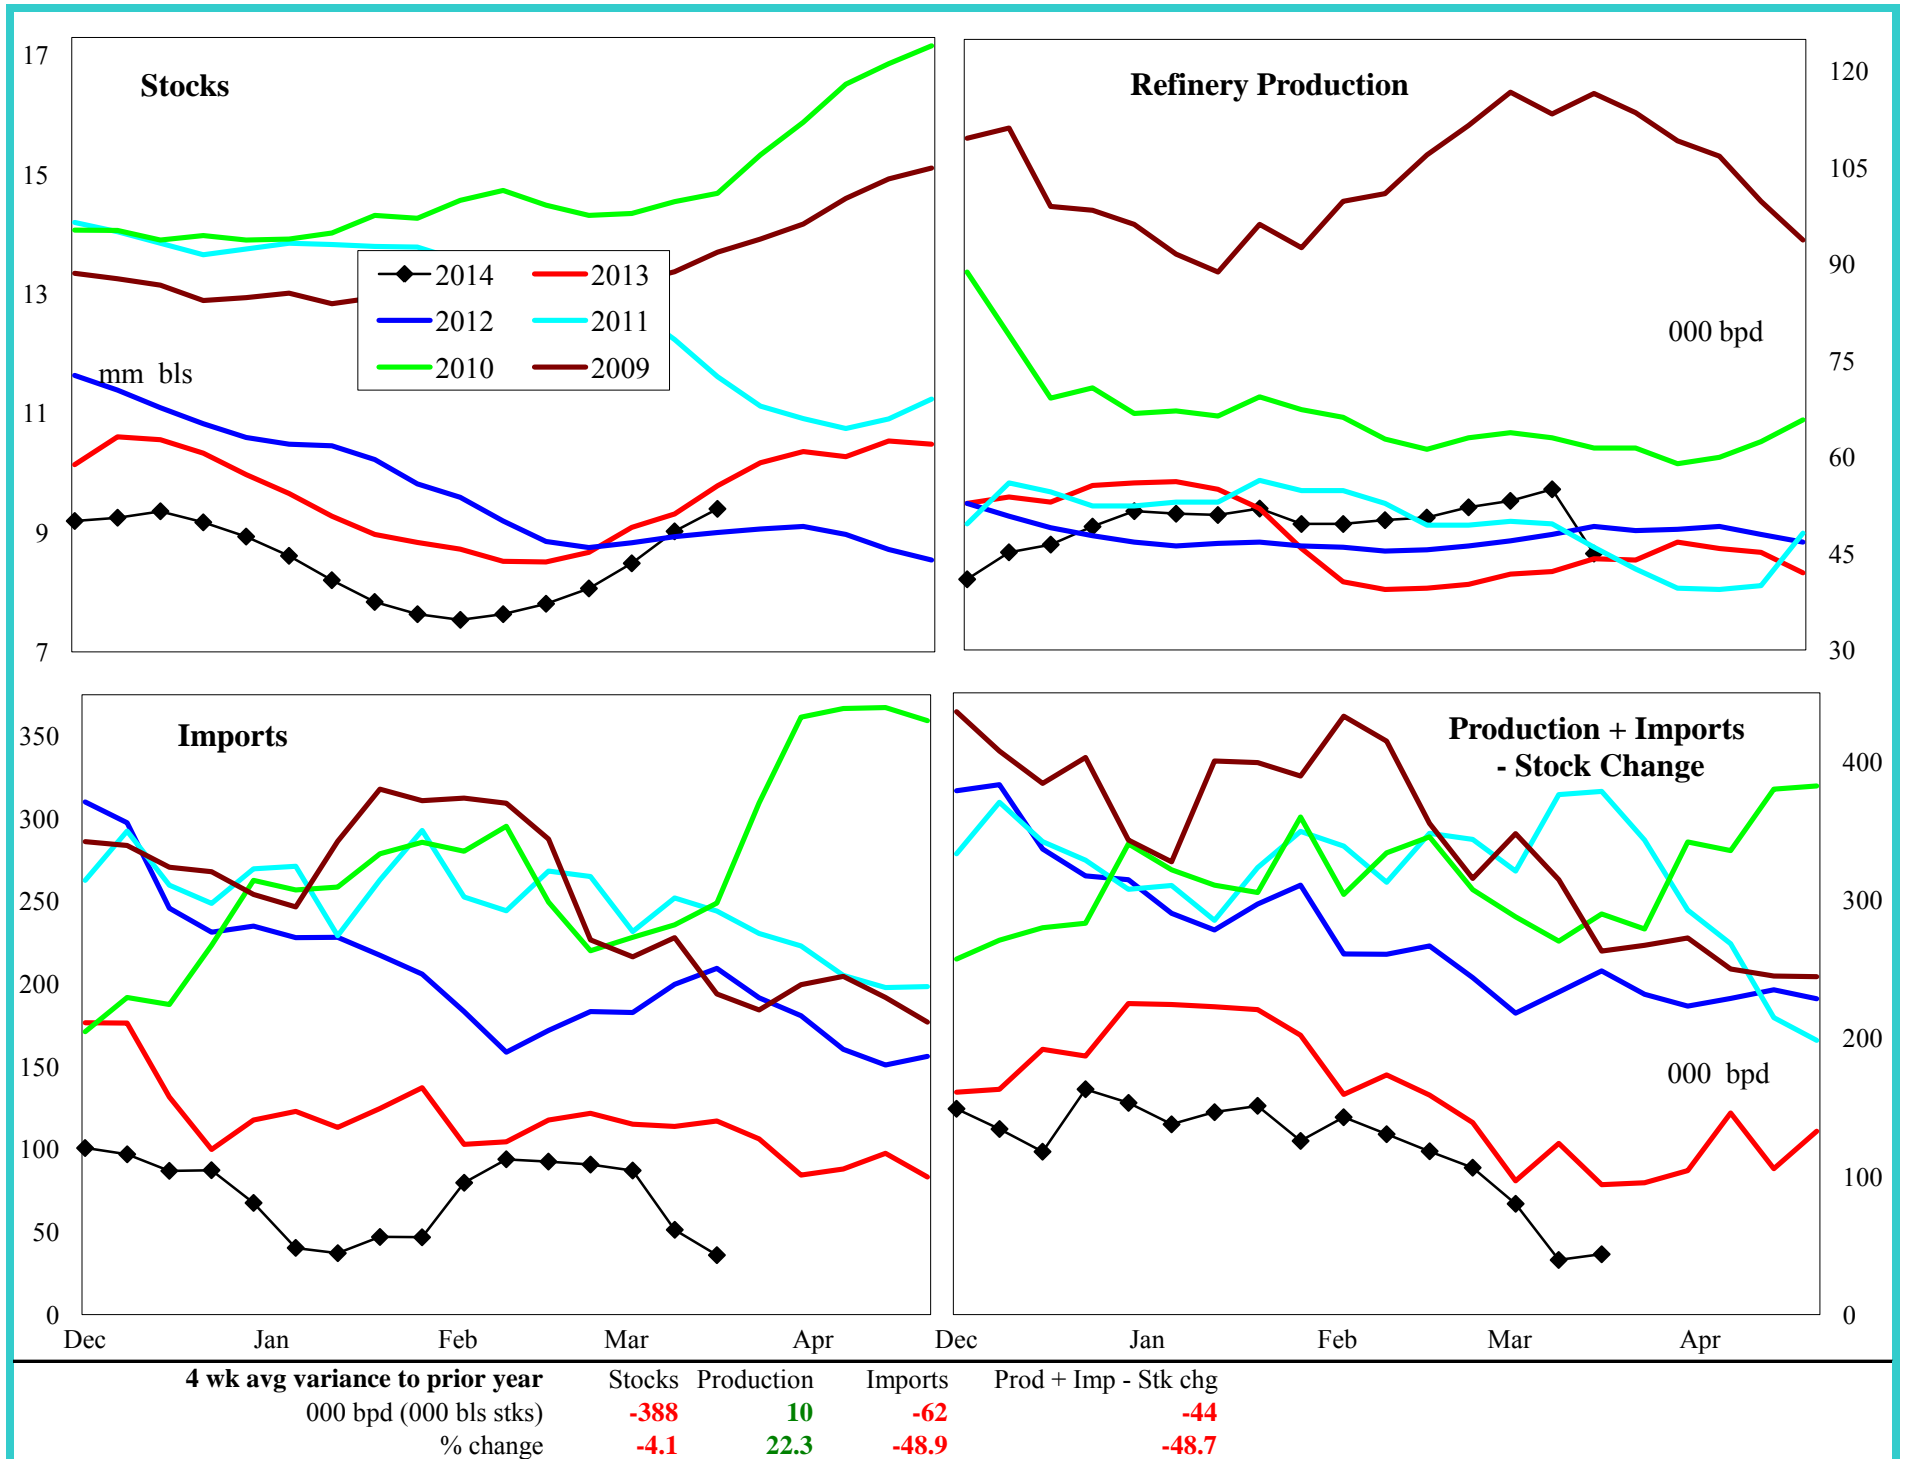 Stocks
17
15
13
11
9
7
mm bls
2014
2013
2012
2011
2010
2009
Refinery Production
120
105
90
75
60
45
30
000 bpd
Imports
350
300
250
200
150
100
50
0
Dec Jan Feb Mar Apr
Production + Imports
- Stock Change
400
300
200
100
0
000 bpd
Dec Jan Feb Mar Apr
4 wk avg variance to prior year Stocks Production Imports Prod + Imp - Stk chg
000 bpd (000 bls stks) -388 10 -62 -44
% change -4.1 22.3 -48.9 -48.7